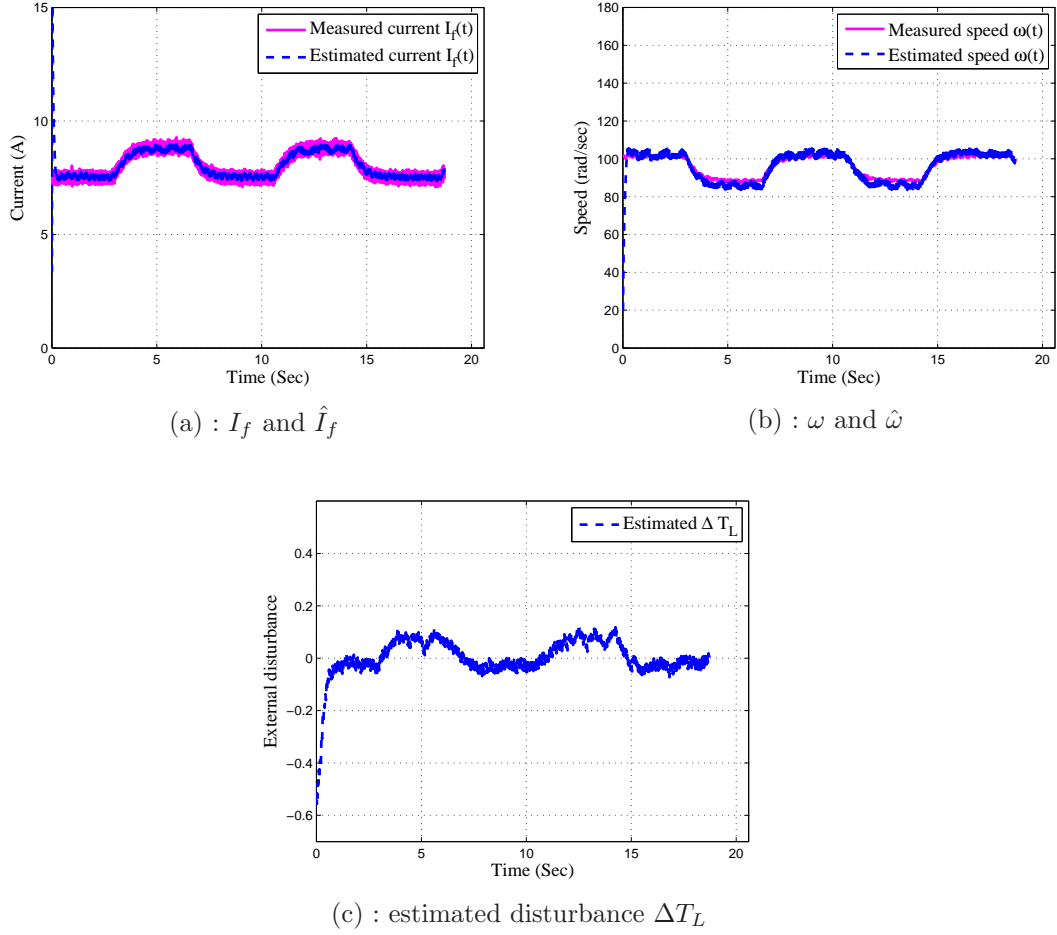 15
10
5
0
0
5
10
15
20
Current (A)
Time (Sec)
Measured current I_f(t)
Estimated current I_f(t)
(a) : I_f and Î_f
180
160
140
120
100
80
60
40
20
0
0
5
10
15
20
Speed (rad/sec)
Time (Sec)
Measured speed ω(t)
Estimated speed ω(t)
(b) : ω and ω̂
0.4
0.2
0
−0.2
−0.4
−0.6
0
5
10
15
20
External disturbance
Time (Sec)
Estimated Δ T_L
(c) : estimated disturbance ΔT_L